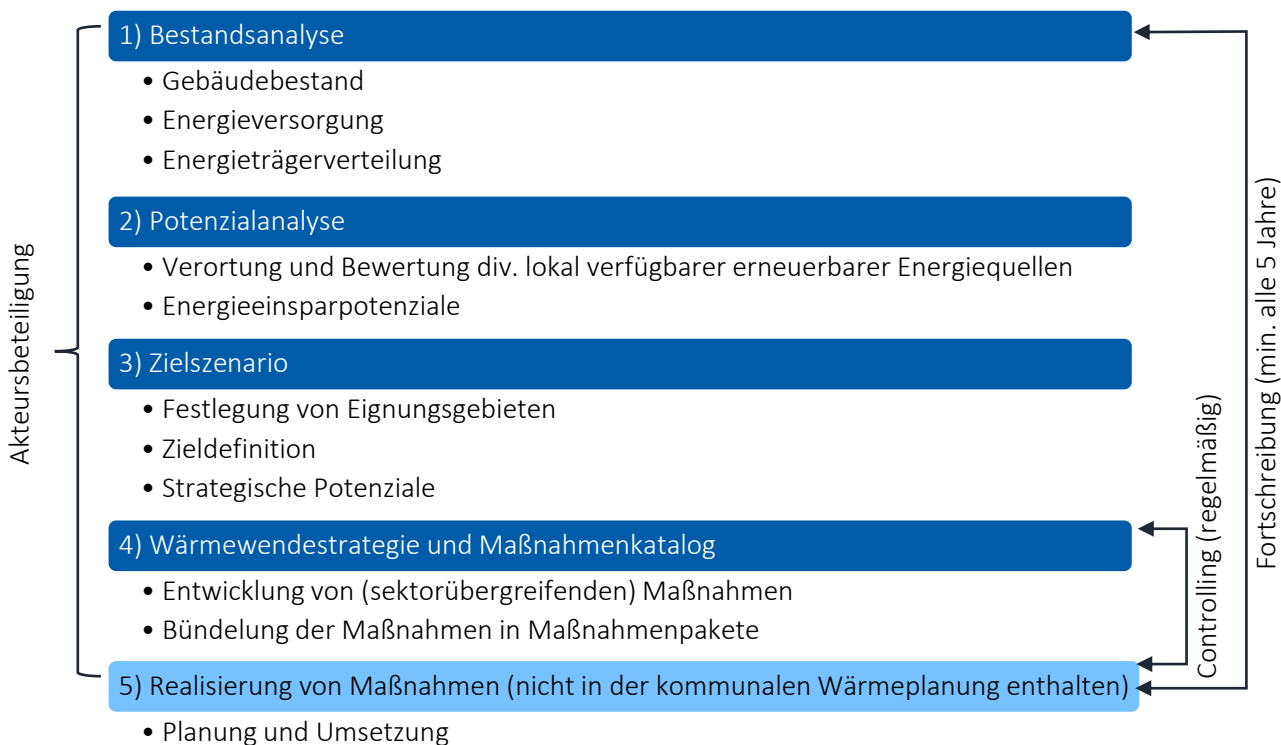 Akteursbeteiligung
1) Bestandsanalyse
• Gebäudebestand
• Energieversorgung
• Energieträgerverteilung
2) Potenzialanalyse
• Verortung und Bewertung div. lokal verfügbarer erneuerbarer Energiequellen
• Energieeinsparpotenziale
3) Zielszenario
• Festlegung von Eignungsgebieten
• Zieldefinition
• Strategische Potenziale
4) Wärmewendestrategie und Maßnahmenkatalog
• Entwicklung von (sektorübergreifenden) Maßnahmen
• Bündelung der Maßnahmen in Maßnahmenpakete
5) Realisierung von Maßnahmen (nicht in der kommunalen Wärmeplanung enthalten)
• Planung und Umsetzung
Controlling (regelmäßig)
Fortschreibung (min. alle 5 Jahre)